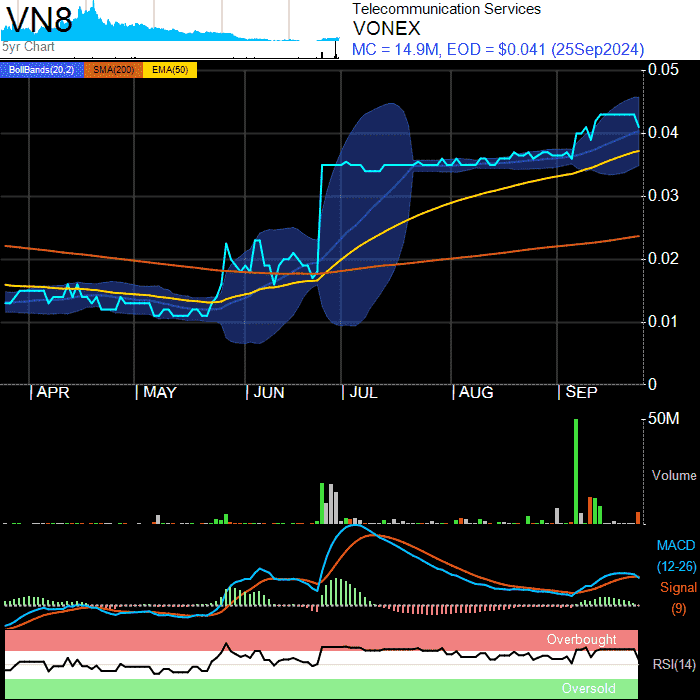 VN8
5yr Chart
Telecommunication Services
VONEX
MC = 14.9M, EOD = $0.041 (25Sep2024)
BollBands(20,2) SMA(200) EMA(50)
0.05
0.04
0.03
0.02
0.01
0
APR MAY JUN JUL AUG SEP
50M
Volume
MACD
(12-26)
Signal
(9)
Overbought
RSI(14)
Oversold